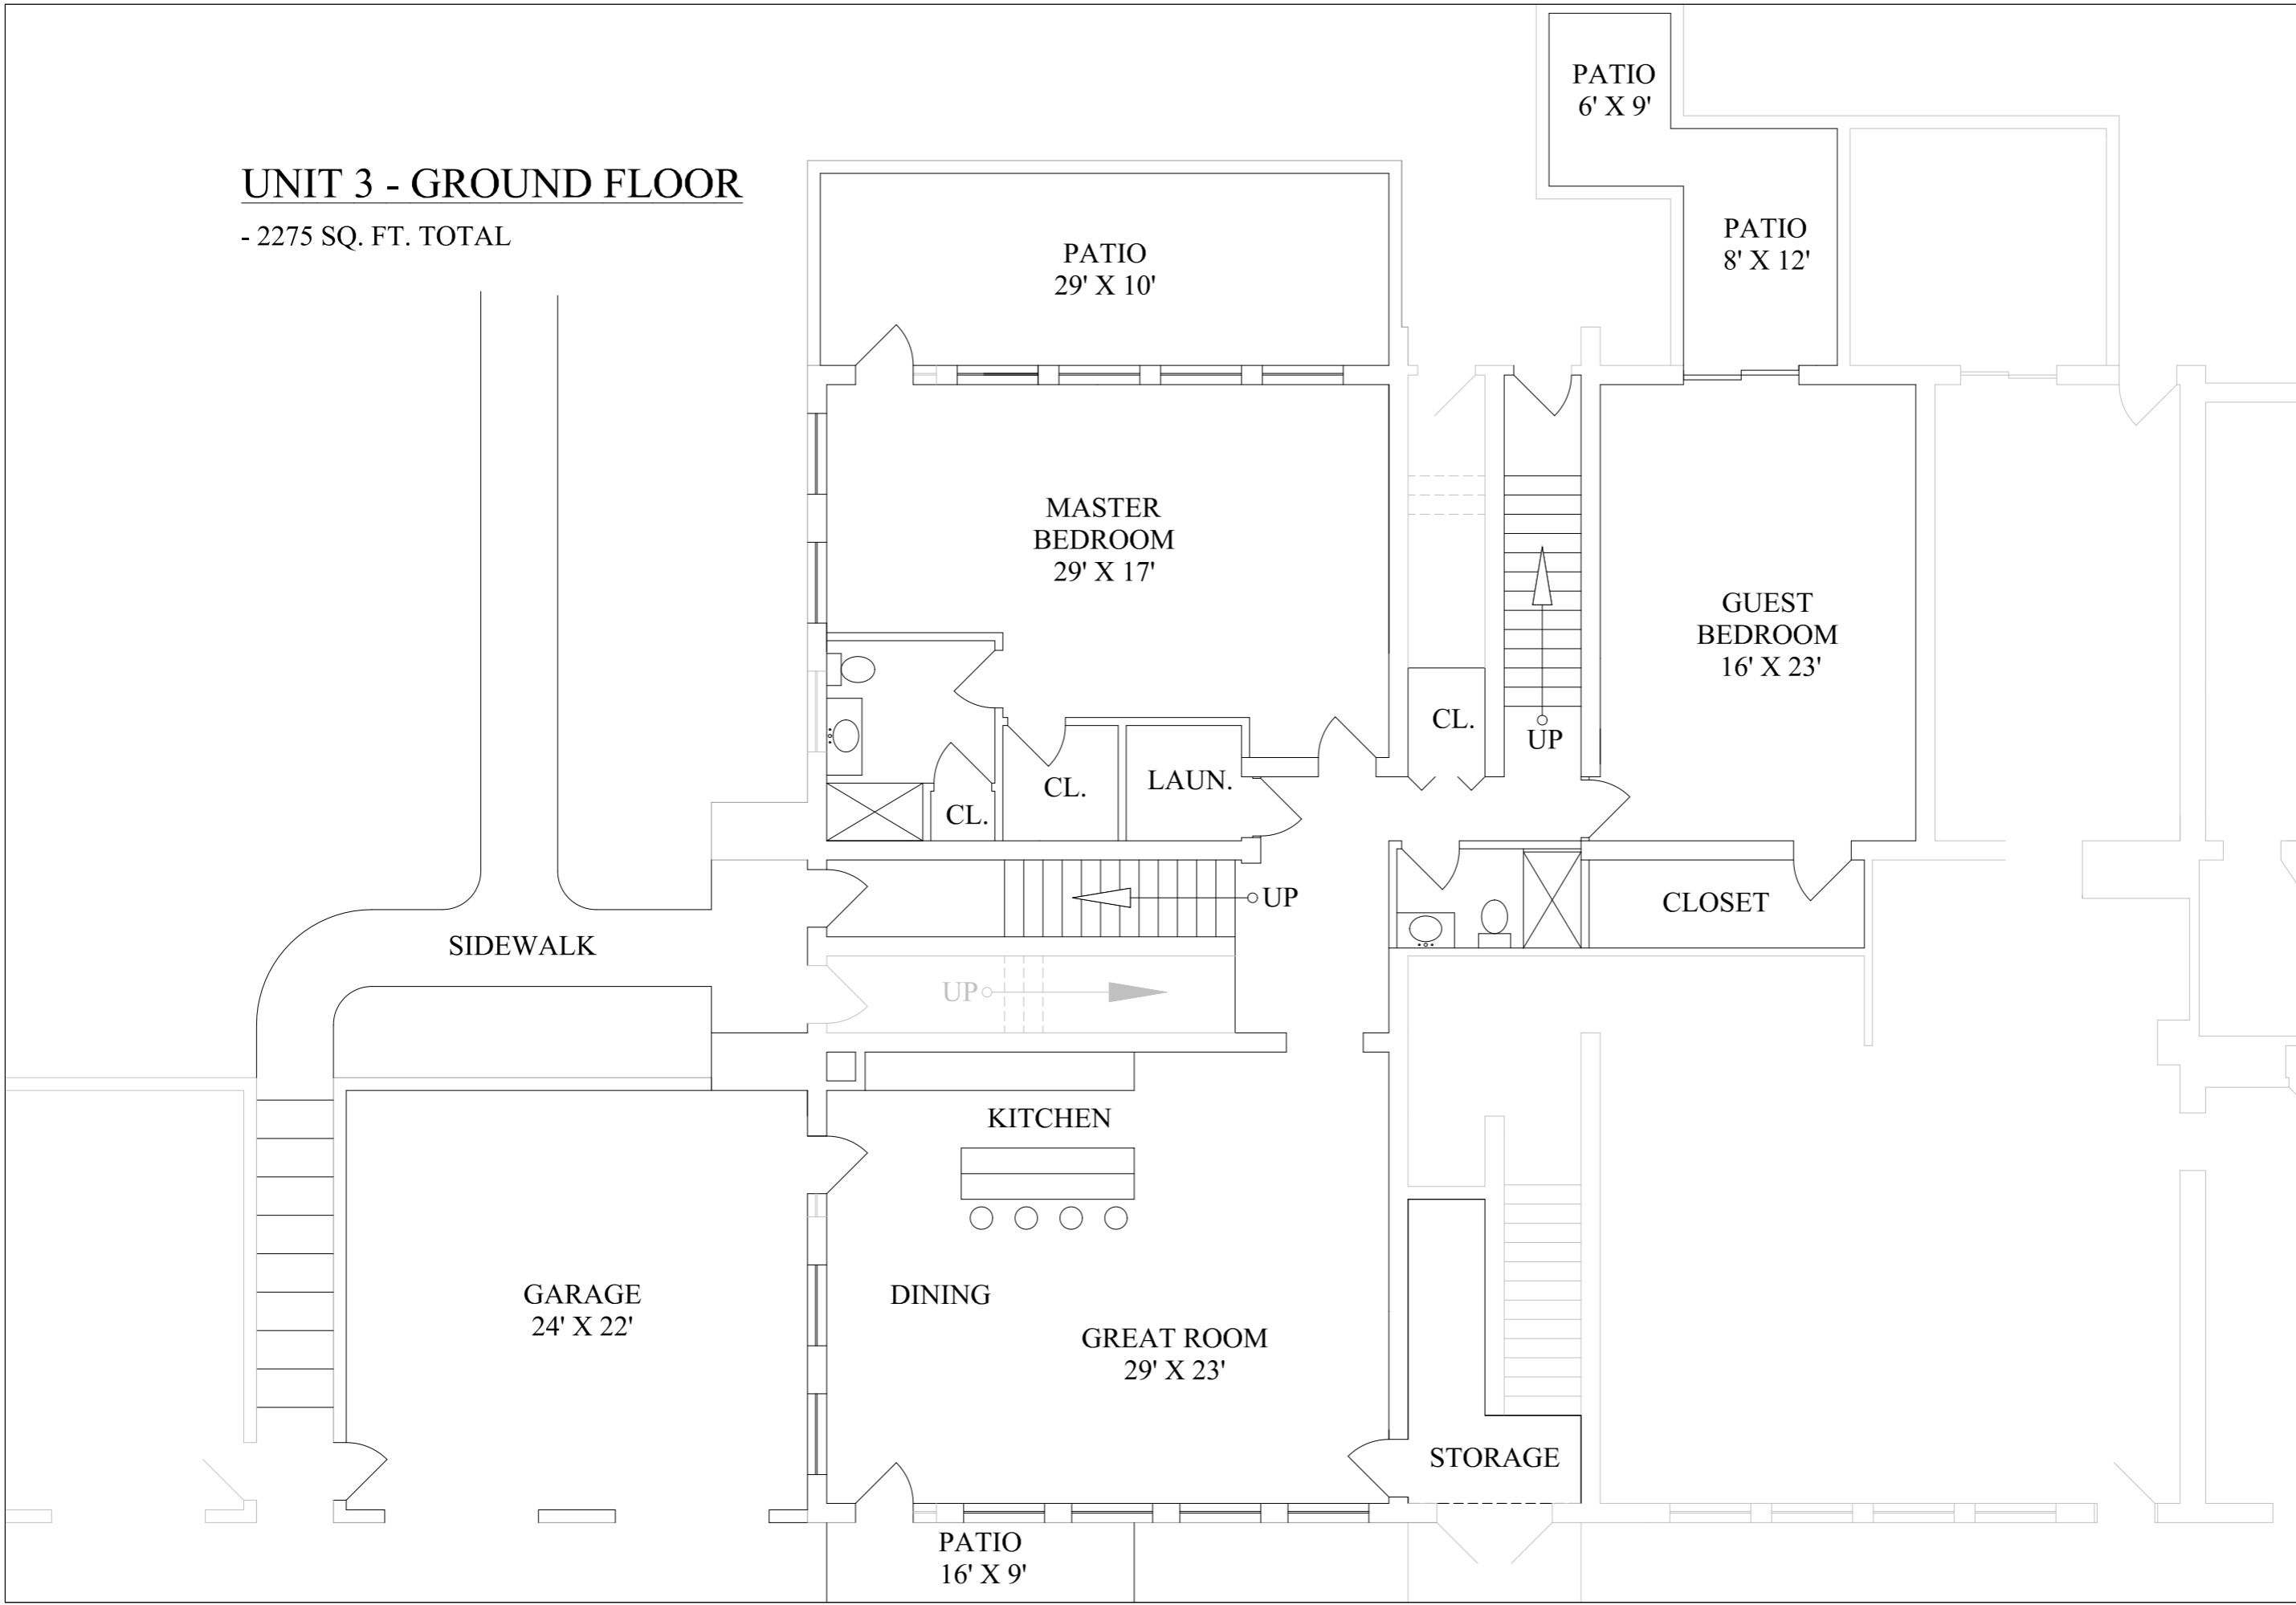 UNIT 3 - GROUND FLOOR
- 2275 SQ. FT. TOTAL
PATIO
6' X 9'
PATIO
8' X 12'
PATIO
29' X 10'
MASTER
BEDROOM
29' X 17'
GUEST
BEDROOM
16' X 23'
CL.
UP
CL.
CL.
LAUN.
UP
CLOSET
SIDEWALK
UP
KITCHEN
GARAGE
24' X 22'
DINING
GREAT ROOM
29' X 23'
STORAGE
PATIO
16' X 9'